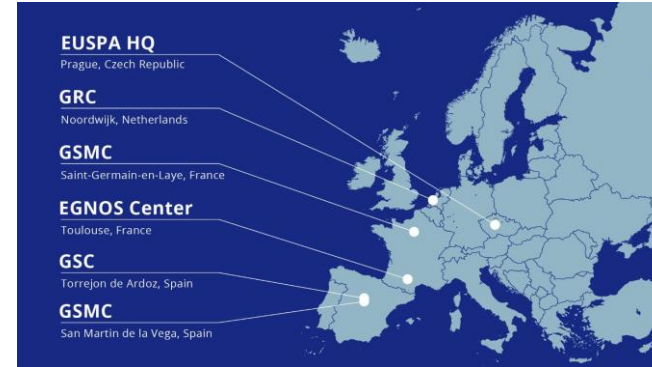 EUSPA HQ
Prague, Czech Republic
GRC
Noordwijk, Netherlands
GSMC
Saint-Germain-en-Laye, France
EGNOS Center
Toulouse, France
GSC
Torrejon de Ardoz, Spain
GSMC
San Martin de la Vega, Spain